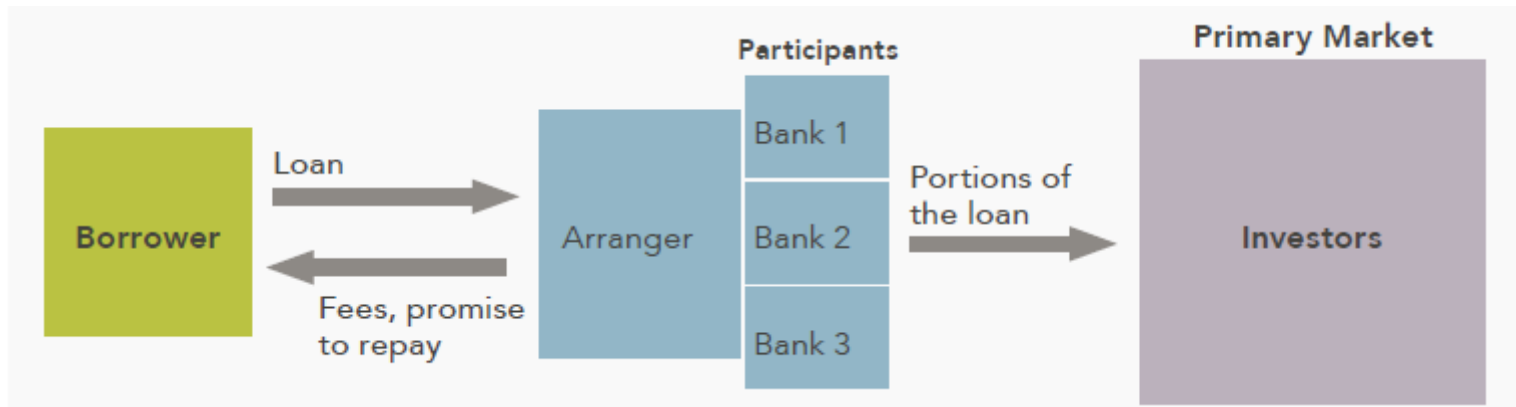 Participants
Primary Market
Borrower
Loan
Fees, promise
to repay
Arranger
Bank 1
Bank 2
Bank 3
Portions of
the loan
Investors